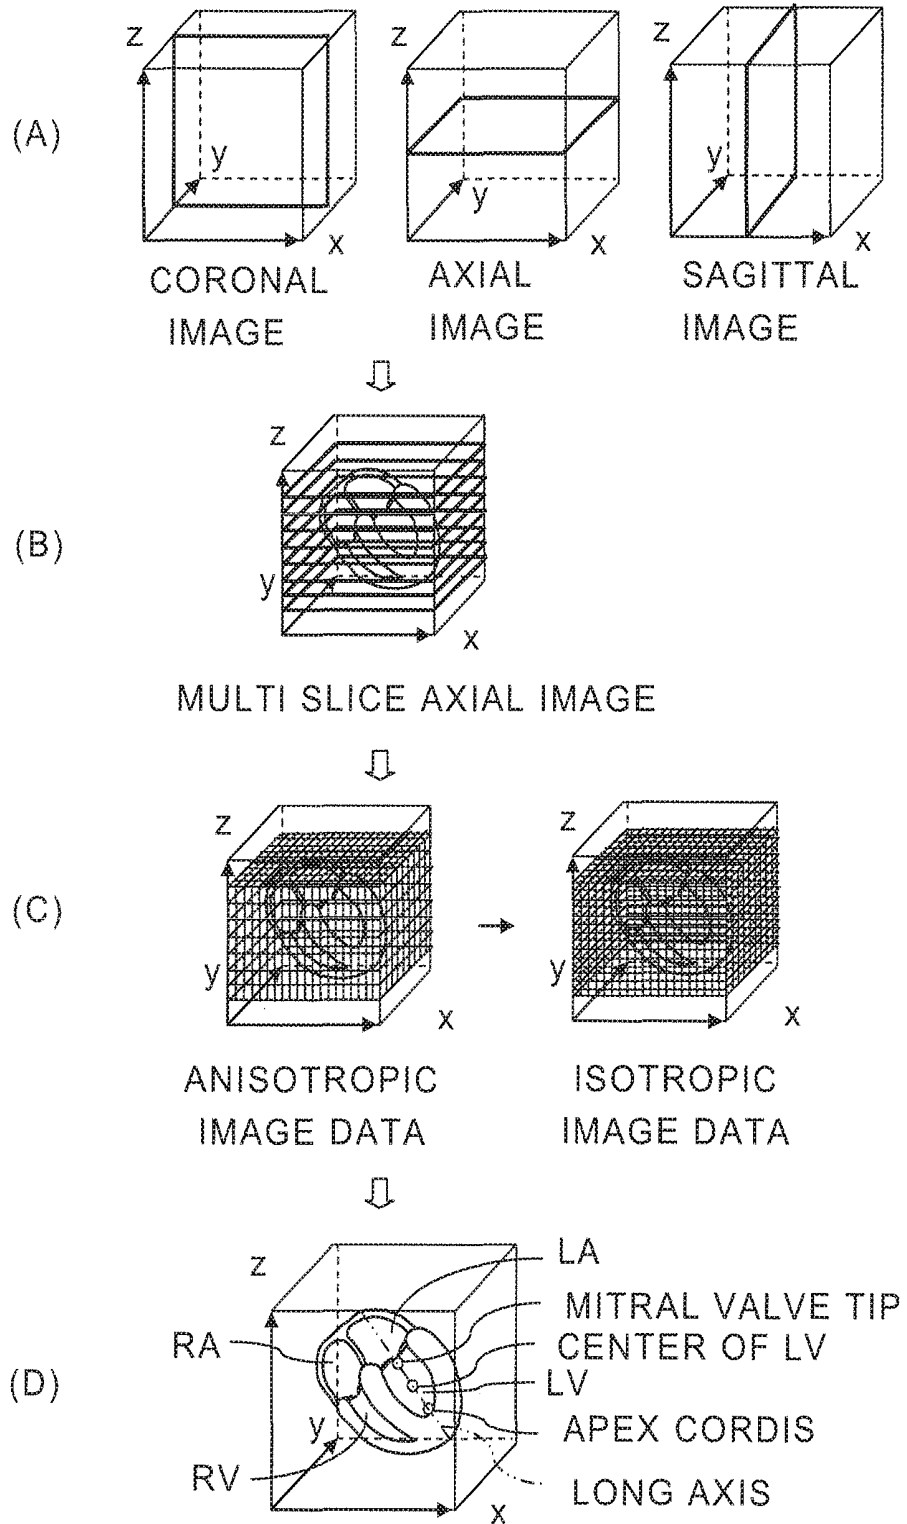 (A)
z
y
x
CORONAL
IMAGE
z
y
x
AXIAL
IMAGE
z
y
x
SAGITTAL
IMAGE
(B)
z
y
x
MULTI SLICE AXIAL IMAGE
(C)
z
y
x
ANISOTROPIC
IMAGE DATA
z
y
x
ISOTROPIC
IMAGE DATA
(D)
z
y
x
RA
RV
LA
MITRAL VALVE TIP
CENTER OF LV
LV
APEX CORDIS
LONG AXIS